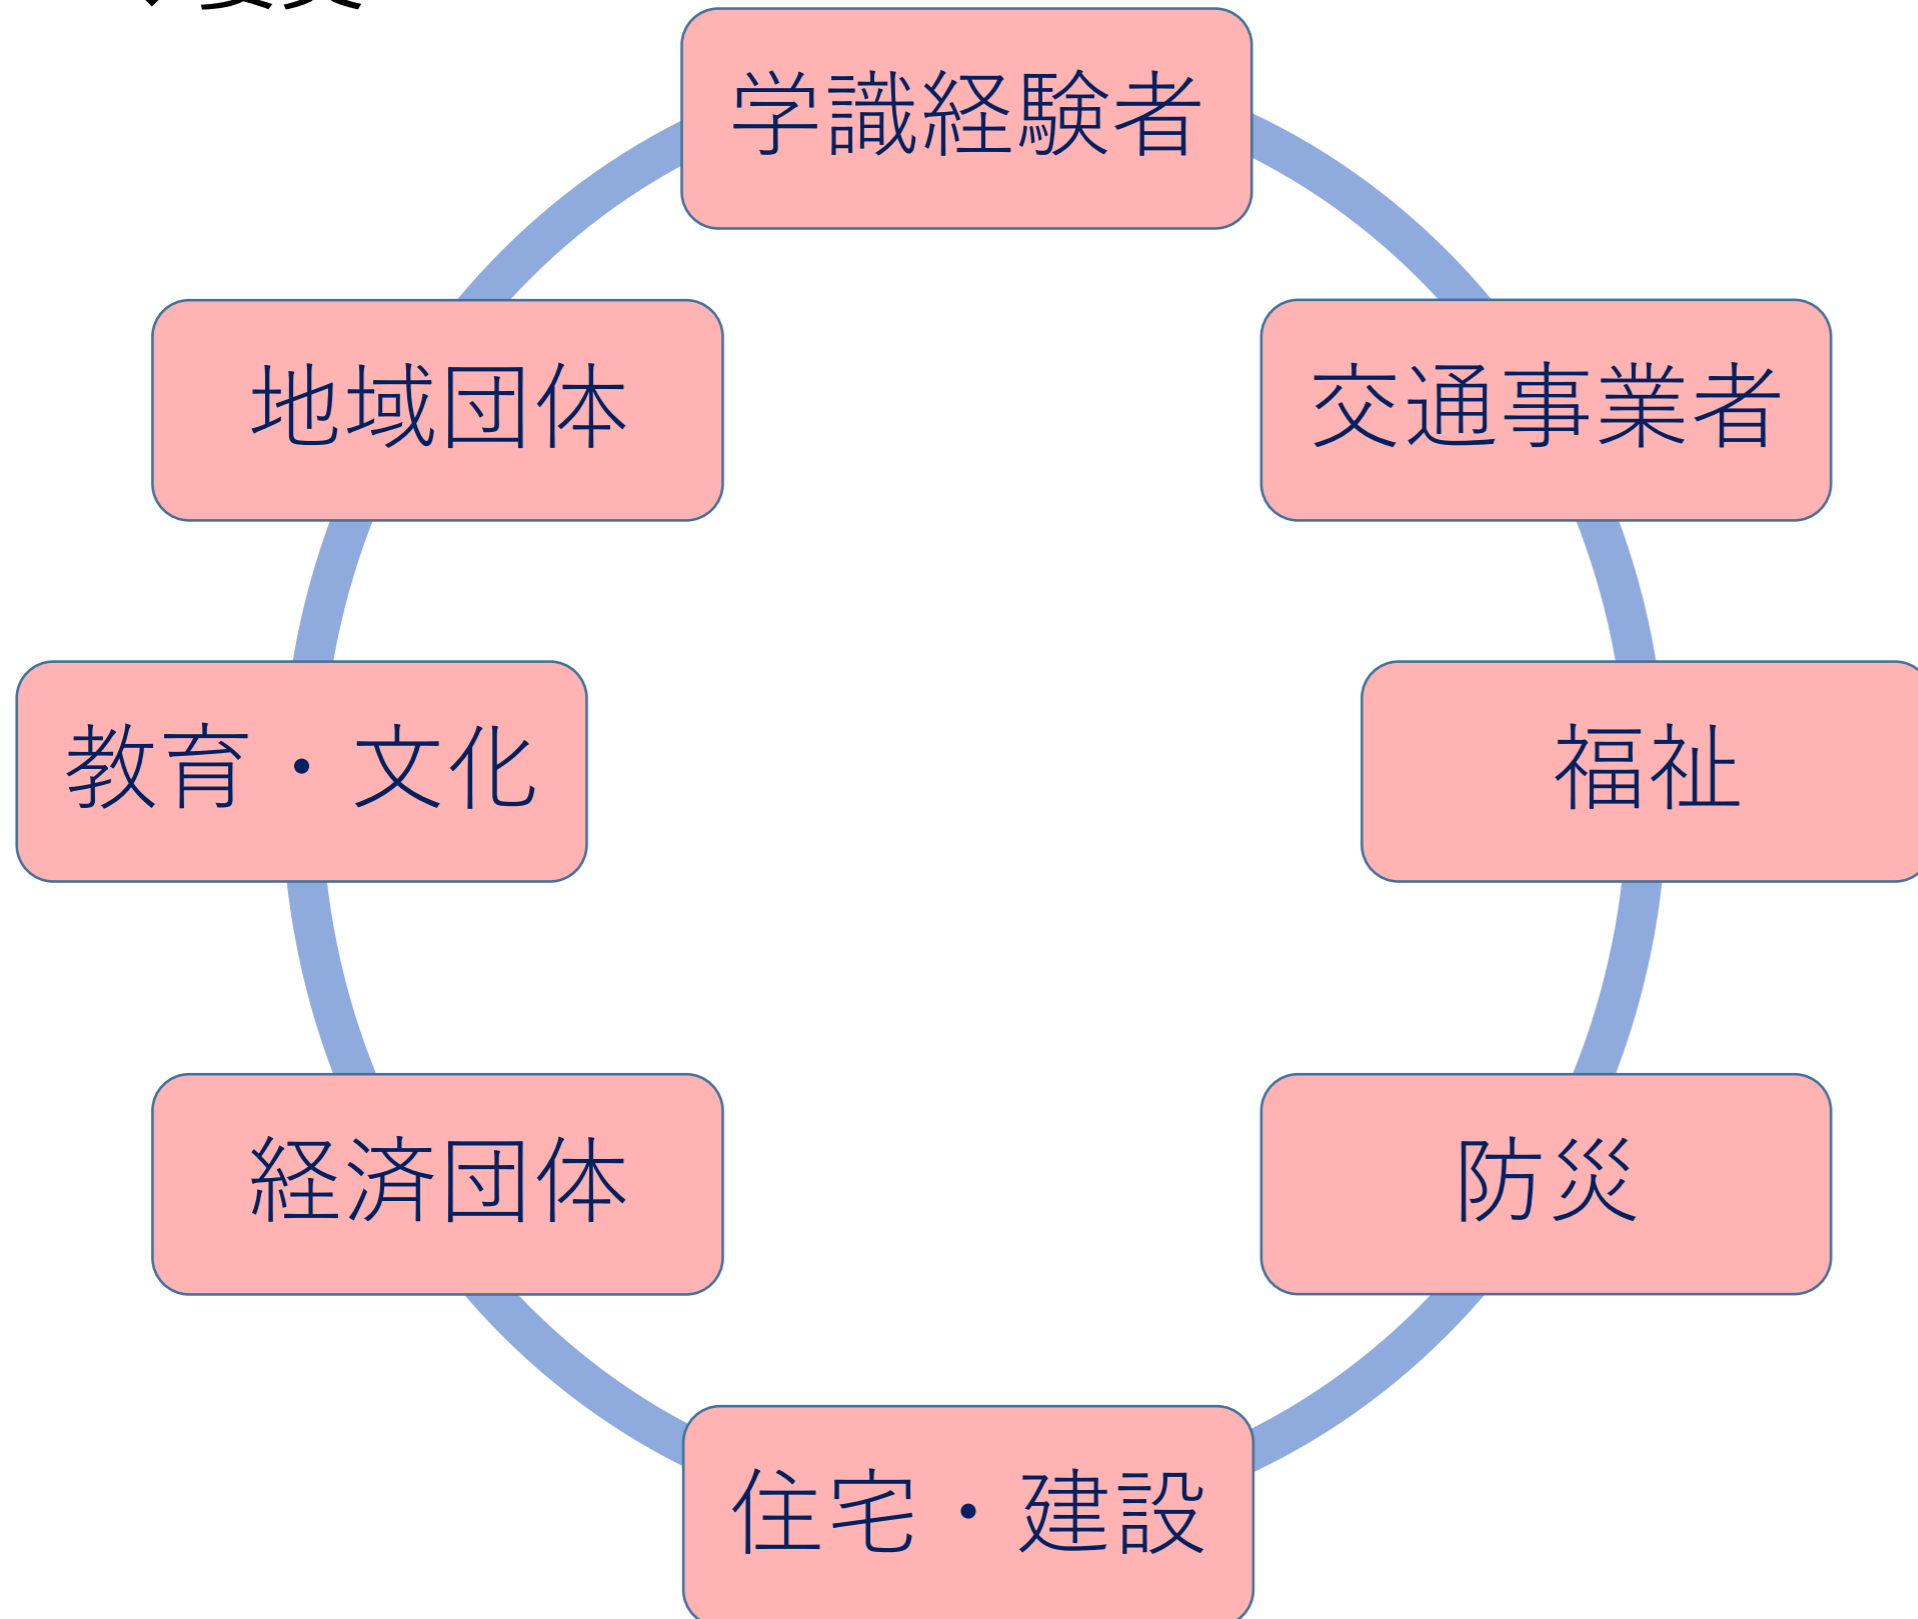 学識経験者
地域団体
交通事業者
教育・文化
福祉
経済団体
防災
住宅・建設